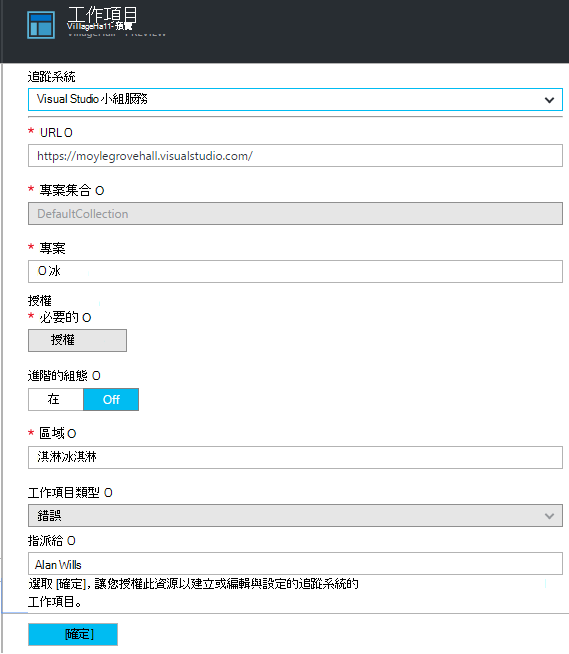 工作項目
VillageHall- 預覽
追蹤系統
Visual Studio 小組服務
* URL O
https://moylegrovehall.visualstudio.com/
* 專案集合 O
DefaultCollection
* 專案
O 冰
授權
* 必要的 O
授權
進階的組態 O
在 Off
* 區域 O
淇淋冰淇淋
工作項目類型 O
錯誤
指派給 O
Alan Wills
選取 [確定]，讓您授權此資源以建立或編輯與設定的追蹤系統的
工作項目。
[確定]